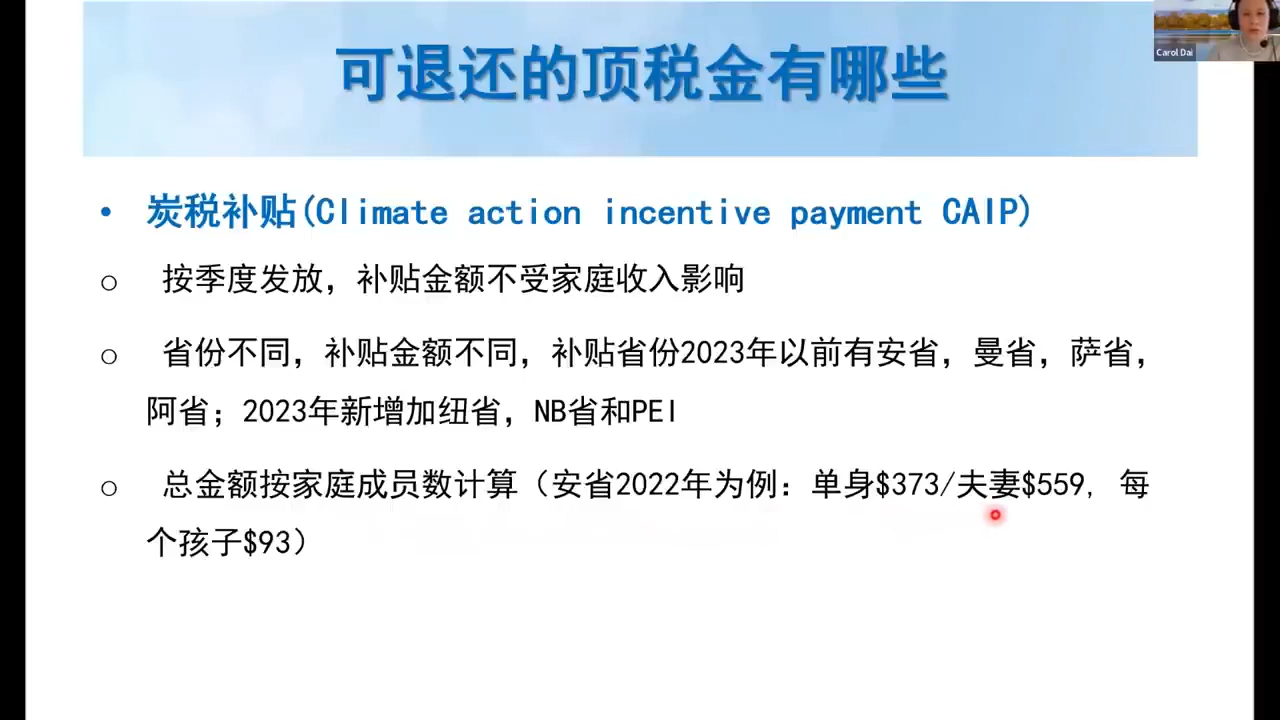 可退还的顶税金有哪些
Carol Dai
• 炭税补贴(Climate action incentive payment CAIP)
o 按季度发放，补贴金额不受家庭收入影响
o 省份不同，补贴金额不同，补贴省份2023年以前有安省，曼省，萨省，
阿省；2023年新增加纽省，NB省和PEI
o 总金额按家庭成员数计算（安省2022年为例：单身$373/夫妻$559, 每
个孩子$93）